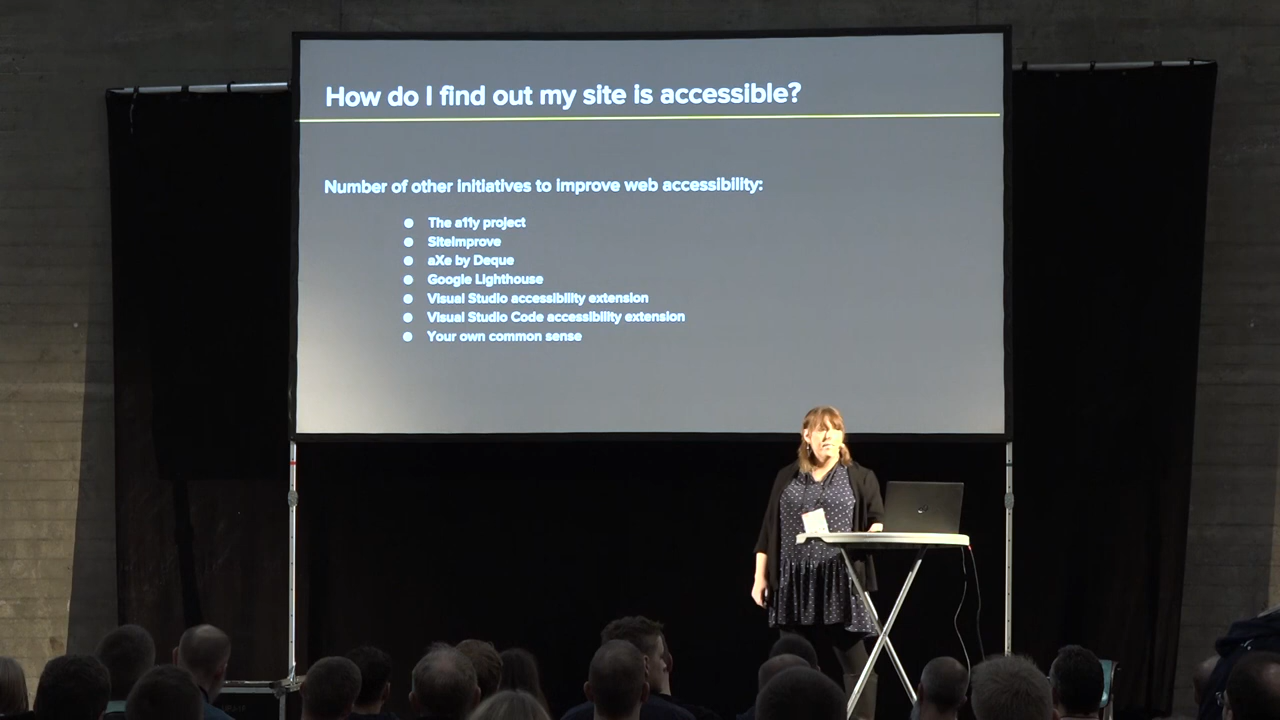 How do I find out my site is accessible?
Number of other initiatives to improve web accessibility:
The a11y project
SiteImprove
aXe by Deque
Google Lighthouse
Visual Studio accessibility extension
Visual Studio Code accessibility extension
Your own common sense